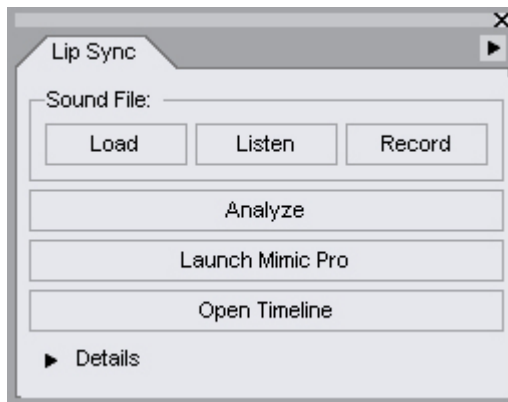 Lip Sync
Sound File:
Load Listen Record
Analyze
Launch Mimic Pro
Open Timeline
Details